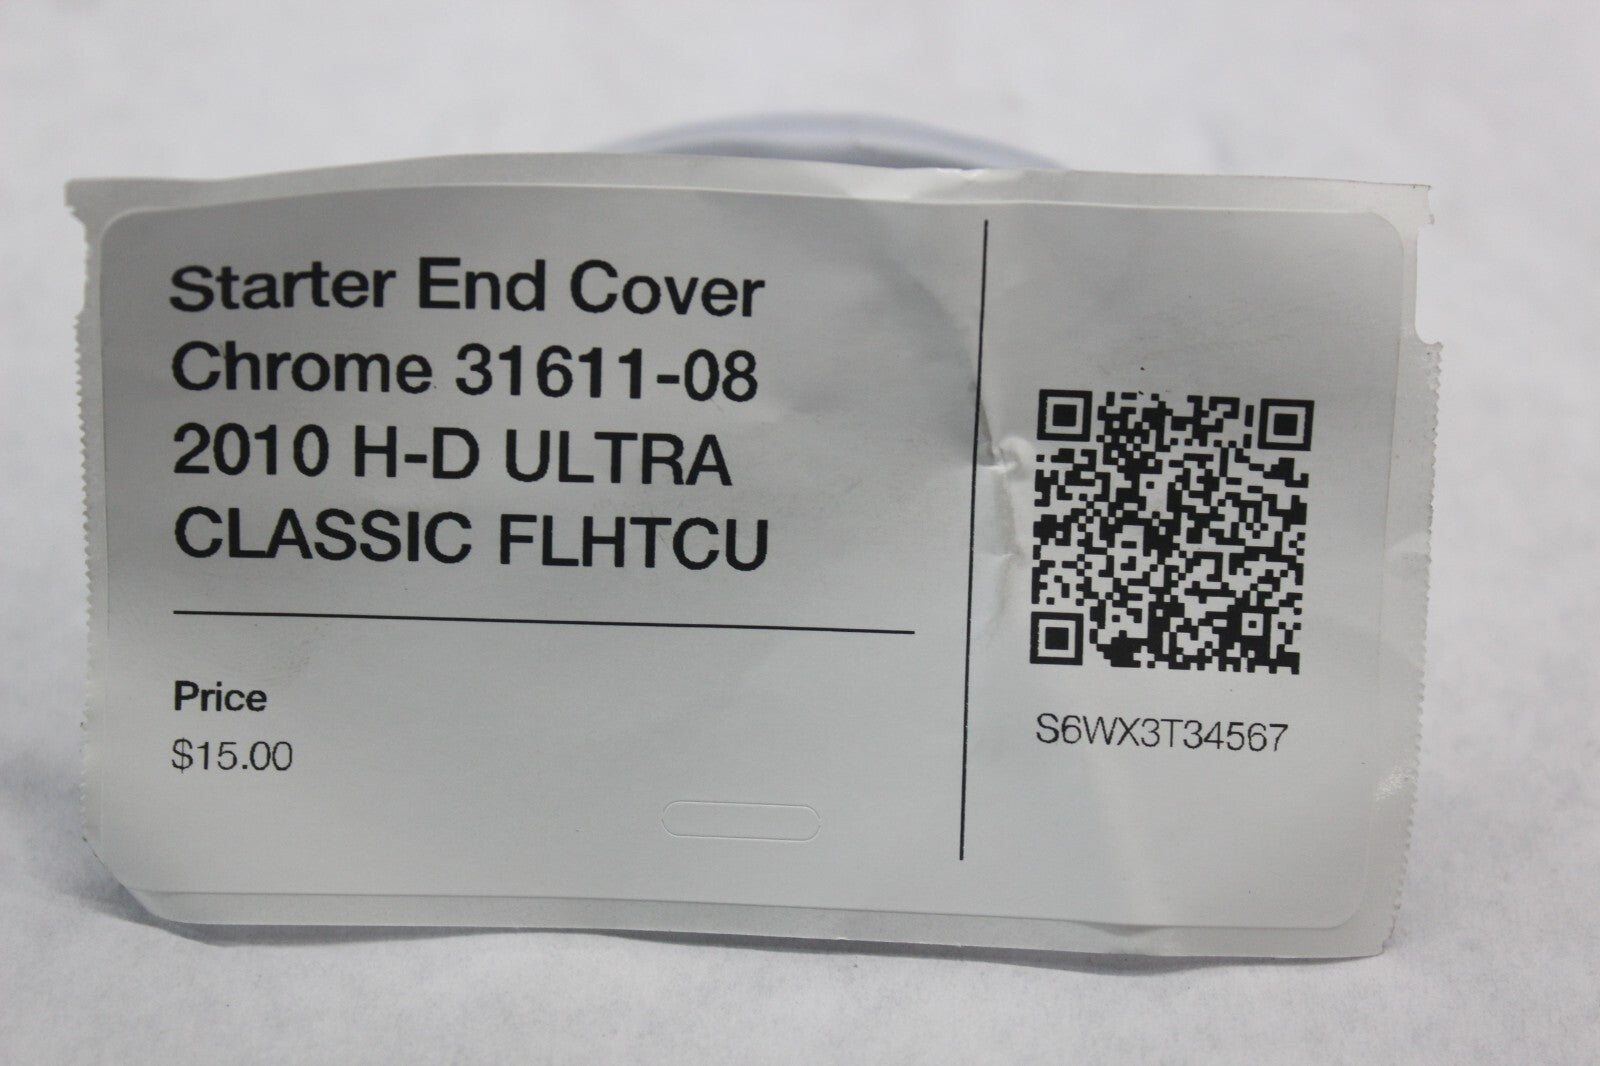 Starter End Cover
Chrome 31611-08
2010 H-D ULTRA
CLASSIC FLHTCU
Price
$15.00
S6WX3T34567